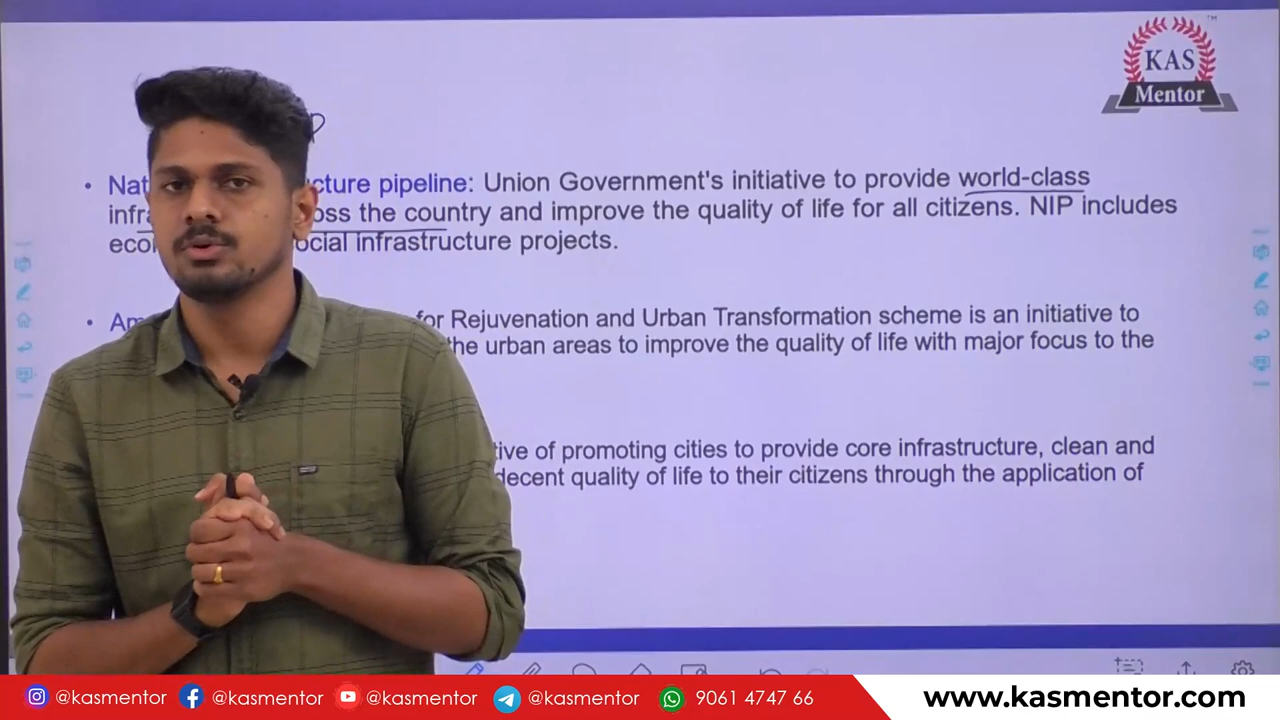 KAS
Mentor
TM
P
• Nat cture pipeline: Union Government's initiative to provide world-class
infra oss the country and improve the quality of life for all citizens. NIP includes
econ ocial infrastructure projects.
• Am for Rejuvenation and Urban Transformation scheme is an initiative to
the urban areas to improve the quality of life with major focus to the
tive of promoting cities to provide core infrastructure, clean and
decent quality of life to their citizens through the application of
@kasmentor @kasmentor @kasmentor @kasmentor 9061 4747 66 www.kasmentor.com